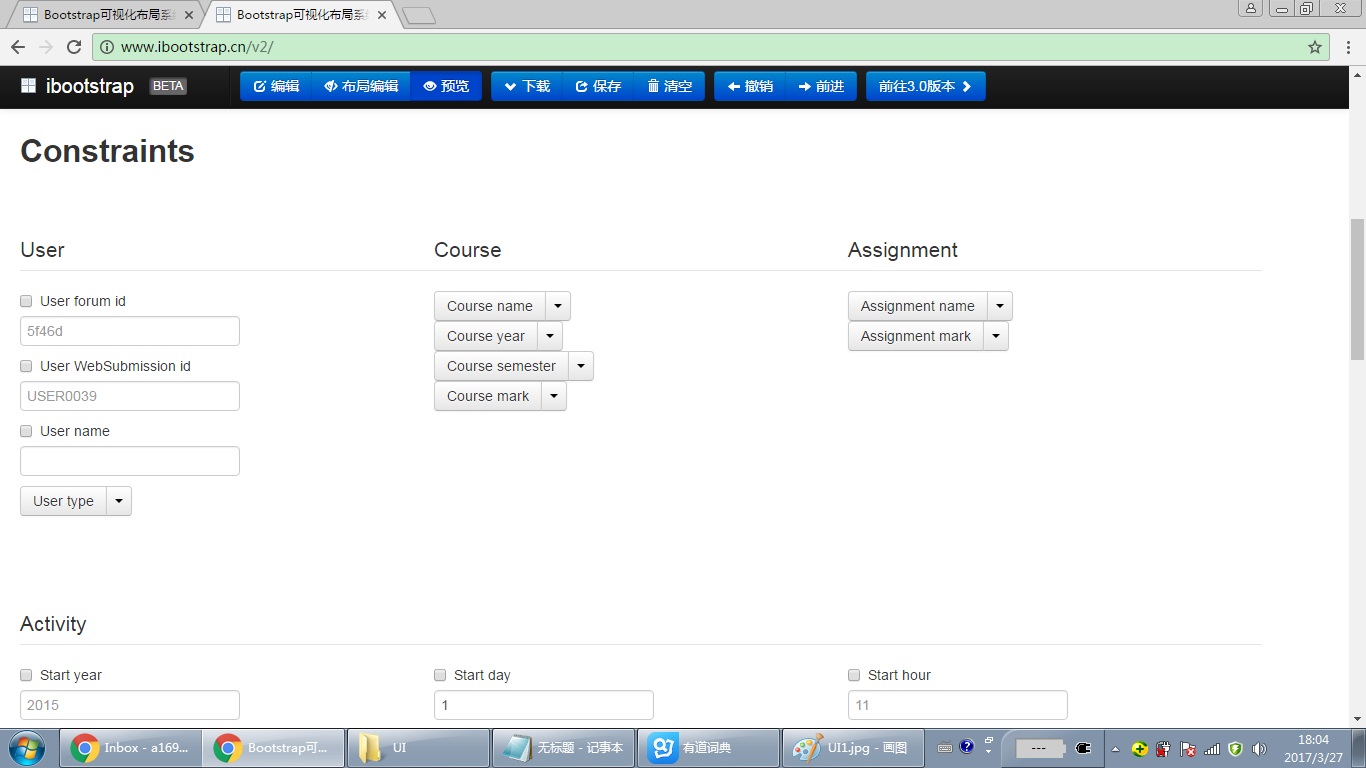 Bootstrap可视化布局系
Bootstrap可视化布局系
www.ibootstrap.cn/v2/
ibootstrap BETA 编辑 布局编辑 预览 下载 保存 清空 撤销 前进 前往3.0版本
Constraints
User Course Assignment
User forum id Course name Assignment name
5f46d Course year Assignment mark
User WebSubmission id Course semester
USER0039 Course mark
User name
User type
Activity
Start year Start day Start hour
2015 1 11
Inbox - a169... Bootstrap可... UI 无标题 - 记事本 有道词典 UI1.jpg - 画图 --- 18:04
2017/3/27